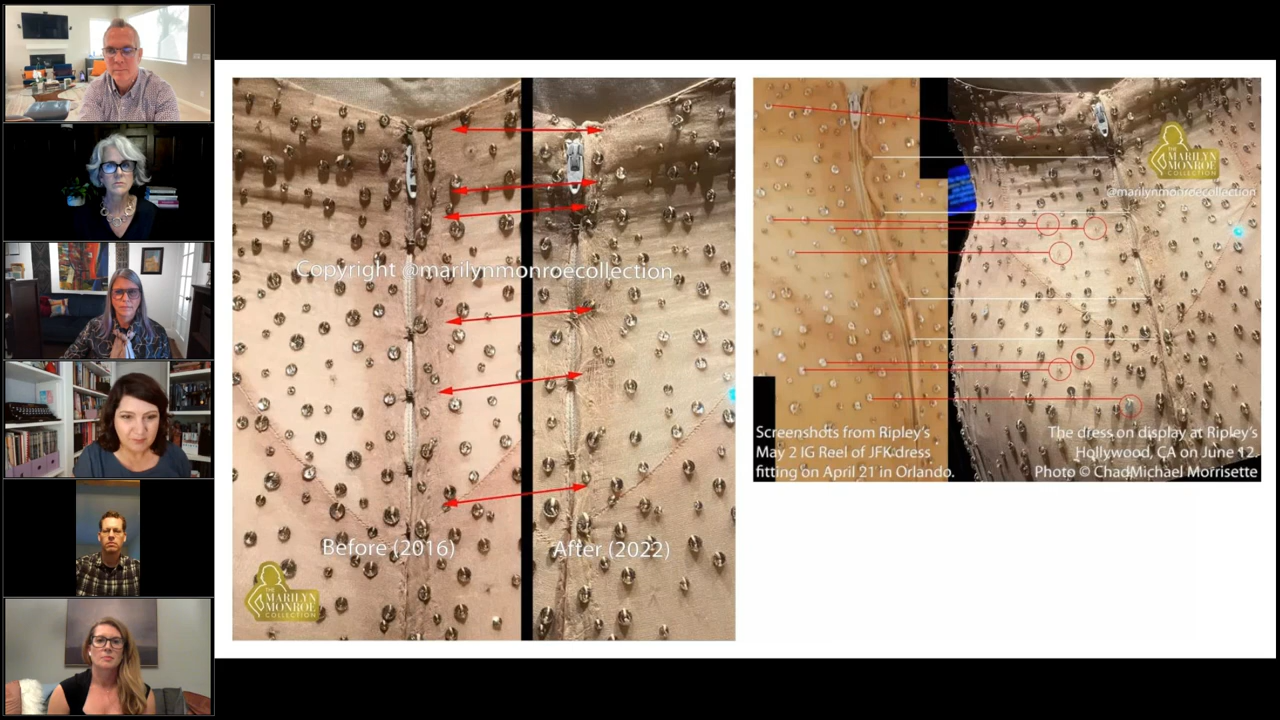 Copyright @marilynmonroecollection
Before (2016)
After (2022)
THE
MARILYN
MONROE
COLLECTION
THE
MARILYN
MONROE
COLLECTION
@marilynmonroecollection
Screenshots from Ripley's
May 2 IG Reel of JFK dress
fitting on April 21 in Orlando.
The dress on display at Ripley's
Hollywood, CA on June 12.
Photo © ChadMichael Morrisette